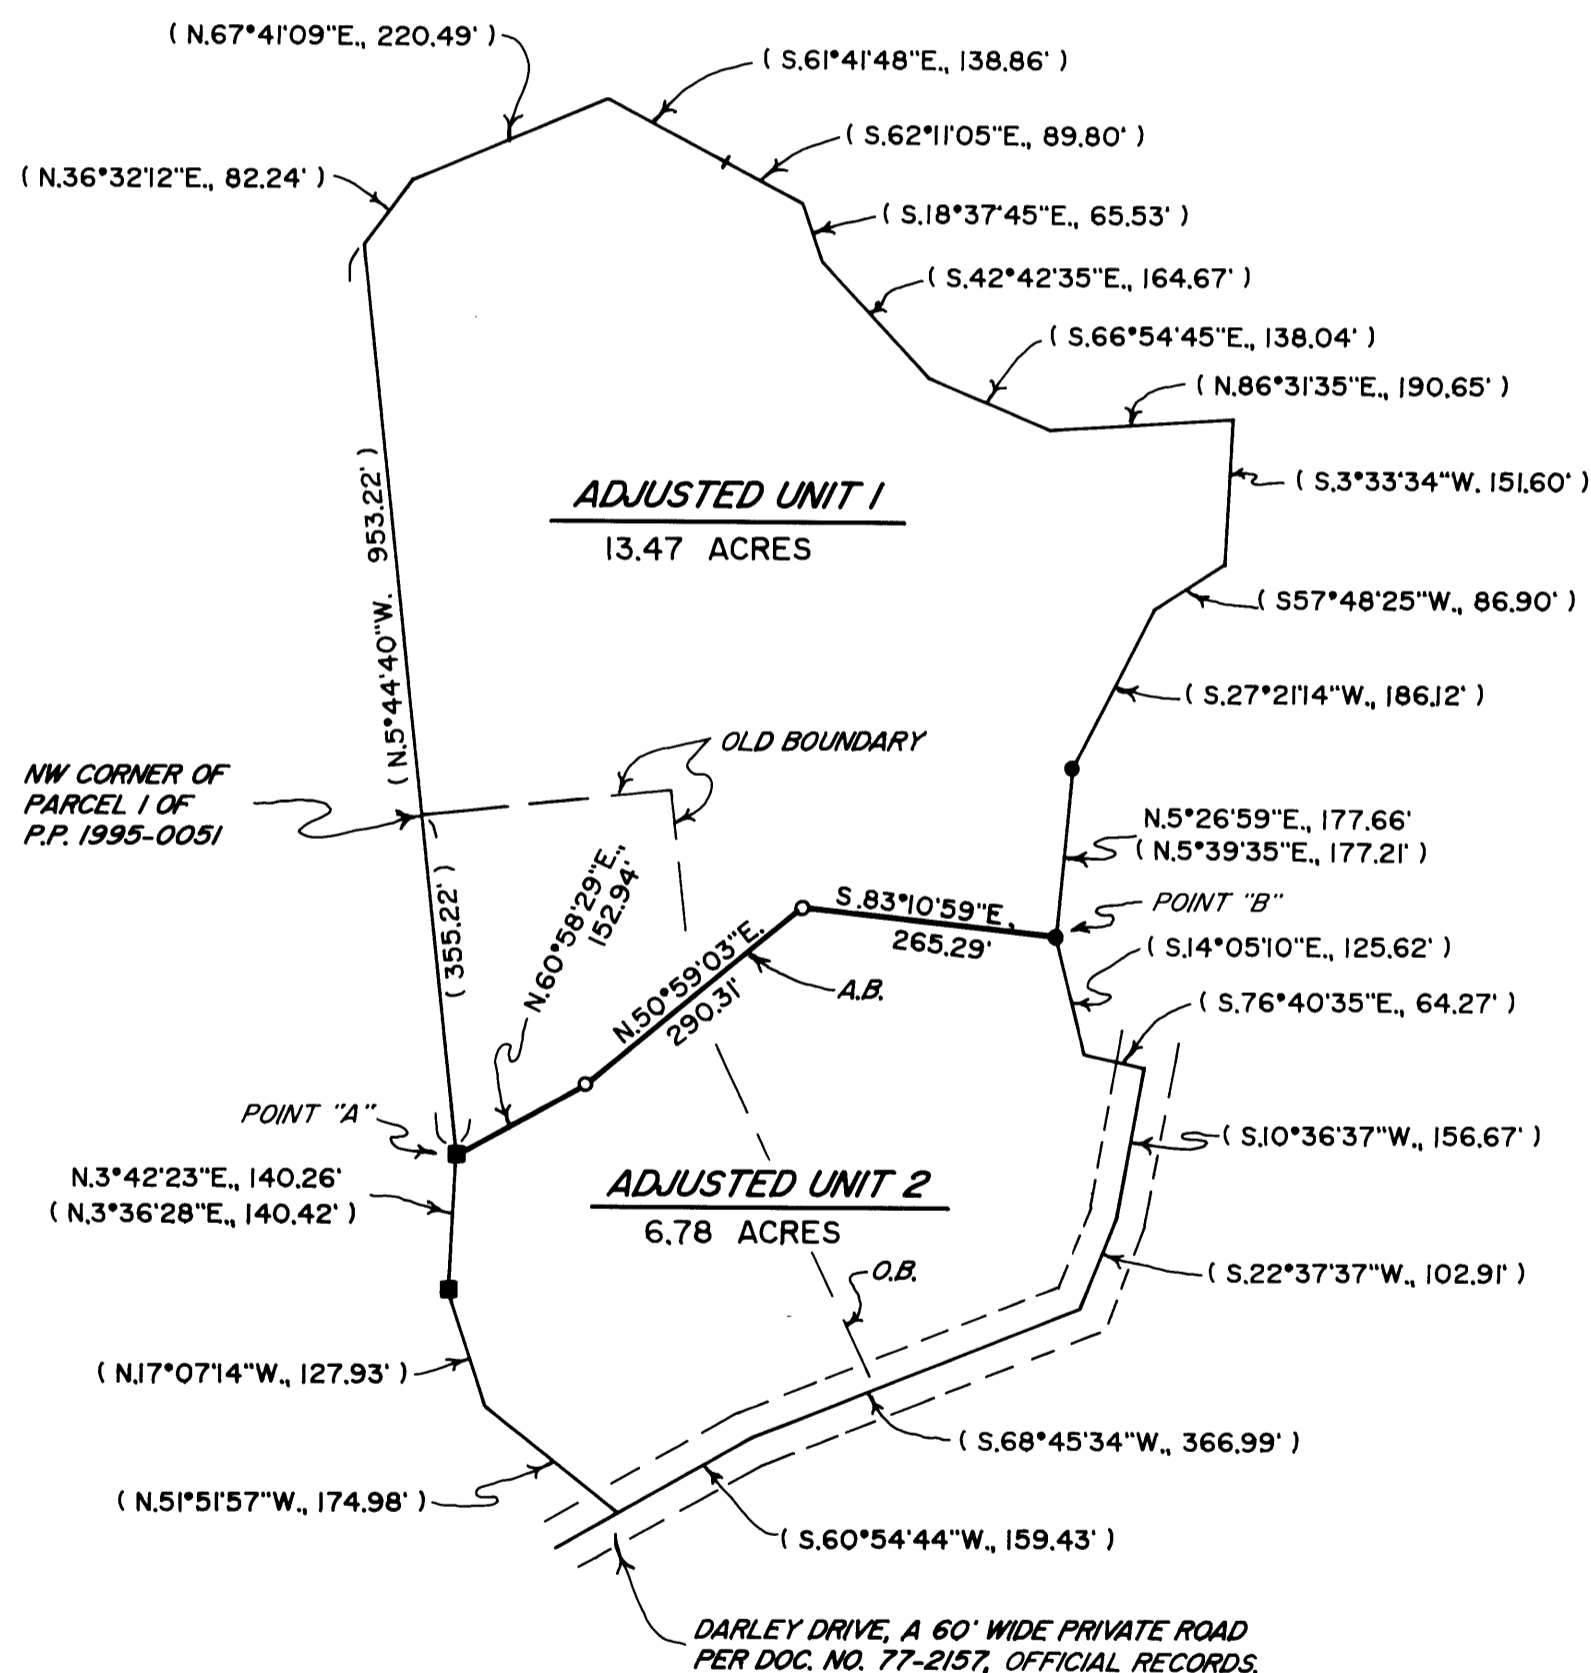 ( N.67°41'09"E., 220.49' )
( S.61°41'48"E., 138.86' )
( S.62°11'05"E., 89.80' )
( N.36°32'12"E., 82.24' )
( S.18°37'45"E., 65.53' )
( S.42°42'35"E., 164.67' )
( S.66°54'45"E., 138.04' )
( N.86°31'35"E., 190.65' )
( S.3°33'34"W. 151.60' )
ADJUSTED UNIT 1
13.47 ACRES
( N.5°44'40"W. 953.22' )
( S57°48'25"W., 86.90' )
( S.27°21'14"W., 186.12' )
OLD BOUNDARY
NW CORNER OF
PARCEL 1 OF
P.P. 1995-0051
N.5°26'59"E., 177.66'
( N.5°39'35"E., 177.21' )
( 355.22' )
N.60°58'29"E.,
152.94'
POINT "B"
S.83°10'59"E.,
265.29'
N.50°59'03"E.
290.31'
A.B.
( S.14°05'10"E., 125.62' )
( S.76°40'35"E., 64.27' )
POINT "A"
( S.10°36'37"W., 156.67' )
N.3°42'23"E., 140.26'
( N.3°36'28"E., 140.42' )
ADJUSTED UNIT 2
6.78 ACRES
O.B.
( S.22°37'37"W., 102.91' )
( N.17°07'14"W., 127.93' )
( S.68°45'34"W., 366.99' )
( N.51°51'57"W., 174.98' )
( S.60°54'44"W., 159.43' )
DARLEY DRIVE, A 60' WIDE PRIVATE ROAD
PER DOC. NO. 77-2157, OFFICIAL RECORDS.